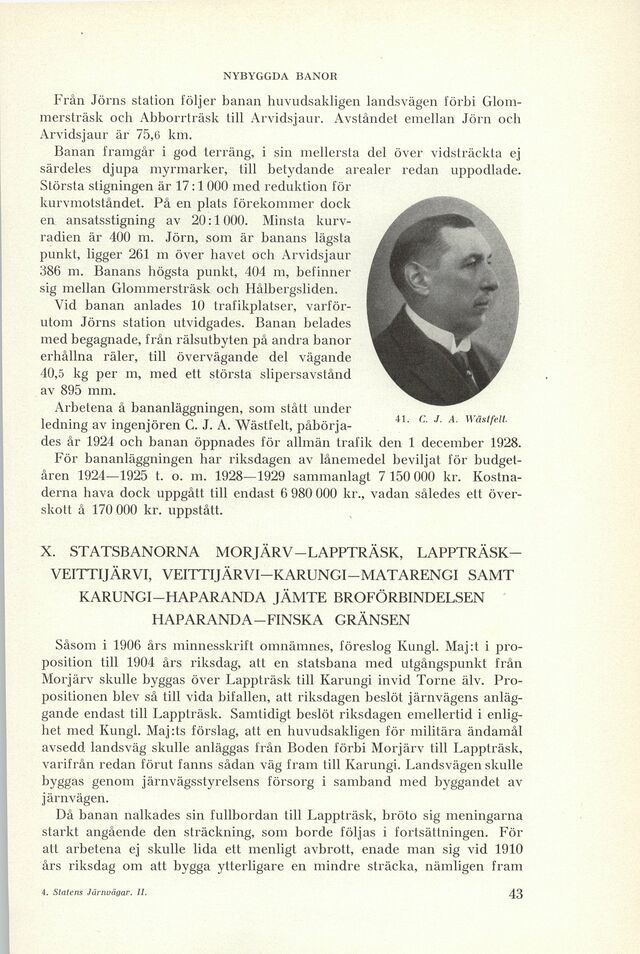 NYBYGGDA BANOR
Från Jörns station följer banan huvudsakligen landsvägen förbi Glom-
mersträsk och Abborrträsk till Arvidsjaur. Avståndet emellan Jörn och
Arvidsjaur är 75,6 km.
Banan framgår i god terräng, i sin mellersta del över vidsträckta ej
särdeles djupa myrmarker, till betydande arealer redan uppodlade.
Största stigningen är 17 : 1 000 med reduktion för
kurvmotståndet. På en plats förekommer dock
en ansatsstigning av 20 : 1 000. Minsta kurv-
radien är 400 m. Jörn, som är banans lägsta
punkt, ligger 261 m över havet och Arvidsjaur
386 m. Banans högsta punkt, 404 m, befinner
sig mellan Glommersträsk och Hålbergsliden.
Vid banan anlades 10 trafikplatser, varför-
utom Jörns station utvidgades. Banan belades
med begagnade, från rälsutbyten på andra banor
erhållna räler, till övervägande del vägande
40,5 kg per m, med ett största slipersavstånd
av 895 mm.
Arbetena å bananläggningen, som stått under
ledning av ingenjören C. J. A. Wästfelt, påbörja-
des år 1924 och banan öppnades för allmän trafik den 1 december 1928.
41. C. J. A. Wästfelt.
För bananläggningen har riksdagen av lånemedel beviljat för budget-
åren 1924—1925 t. o. m. 1928—1929 sammanlagt 7 150 000 kr. Kostna-
derna hava dock uppgått till endast 6 980 000 kr., vadan således ett över-
skott å 170 000 kr. uppstått.
X. STATSBANORNA MORJÄRV—LAPPTRÄSK, LAPPTRÄSK—
VEITTIJÄRVI, VEITTIJÄRVI—KARUNGI—MATARENGI SAMT
KARUNGI—HAPARANDA JÄMTE BROFÖRBINDELSEN
HAPARANDA—FINSKA GRÄNSEN
Såsom i 1906 års minnesskrift omnämnes, föreslog Kungl. Maj:t i pro-
position till 1904 års riksdag, att en statsbana med utgångspunkt från
Morjärv skulle byggas över Lappträsk till Karungi invid Torne älv. Pro-
positionen blev så till vida bifallen, att riksdagen beslöt järnvägens anläg-
gande endast till Lappträsk. Samtidigt beslöt riksdagen emellertid i enlig-
het med Kungl. Maj:ts förslag, att en huvudsakligen för militära ändamål
avsedd landsväg skulle anläggas från Boden förbi Morjärv till Lappträsk,
varifrån redan förut fanns sådan väg fram till Karungi. Landsvägen skulle
byggas genom järnvägsstyrelsens försorg i samband med byggandet av
järnvägen.
Då banan nalkades sin fullbordan till Lappträsk, bröto sig meningarna
starkt angående den sträckning, som borde följas i fortsättningen. För
att arbetena ej skulle lida ett menligt avbrott, enade man sig vid 1910
års riksdag om att bygga ytterligare en mindre sträcka, nämligen fram
4. Statens Järnvägar. II.
43